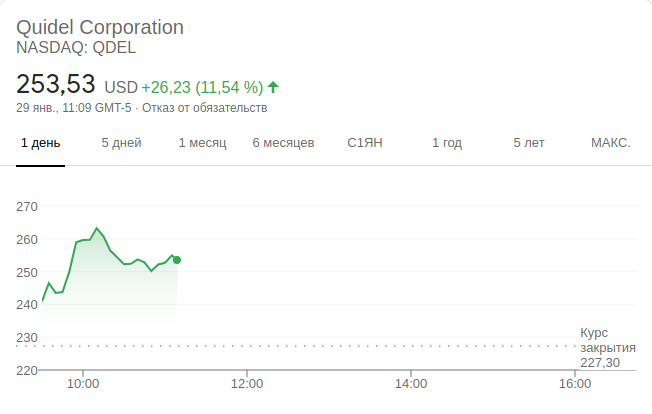 Quidel Corporation
NASDAQ: QDEL
253,53 USD +26,23 (11,54 %)
29 янв., 11:09 GMT-5 · Отказ от обязательств
1 день 5 дней 1 месяц 6 месяцев С1ЯН 1 год 5 лет МАКС.
270
260
250
240
230
220
Курс
закрытия
227,30
10:00 12:00 14:00 16:00